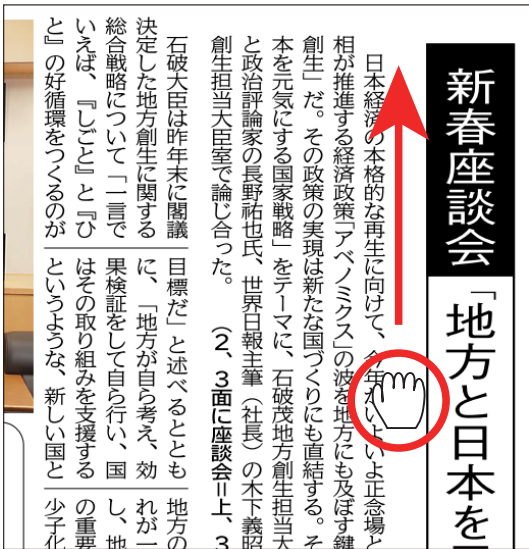 新春座談会
「地方と日本を
日本経済の本格的な再生に向けて、今年がいよいよ正念場と
相が推進する経済政策「アベノミクス」の波を地方にも及ぼす鍵
創生」だ。その政策の実現は新たな国づくりにも直結する。そ
本を元気にする国家戦略」をテーマに、石破茂地方創生担当大
と政治評論家の長野祐也氏、世界日報主筆（社長）の木下義昭
創生担当大臣室で論じ合った。　（２、３面に座談会＝上、３
石破大臣は昨年末に閣議
決定した地方創生に関する
総合戦略について「一言で
いえば、『しごと』と『ひ
と』の好循環をつくるのが
目標だ」と述べるととも
に、「地方が自ら考え、効
果検証をして自ら行い、国
はその取り組みを支援する
というような、新しい国と
地方の
れが一
し、地
の重要
少子化